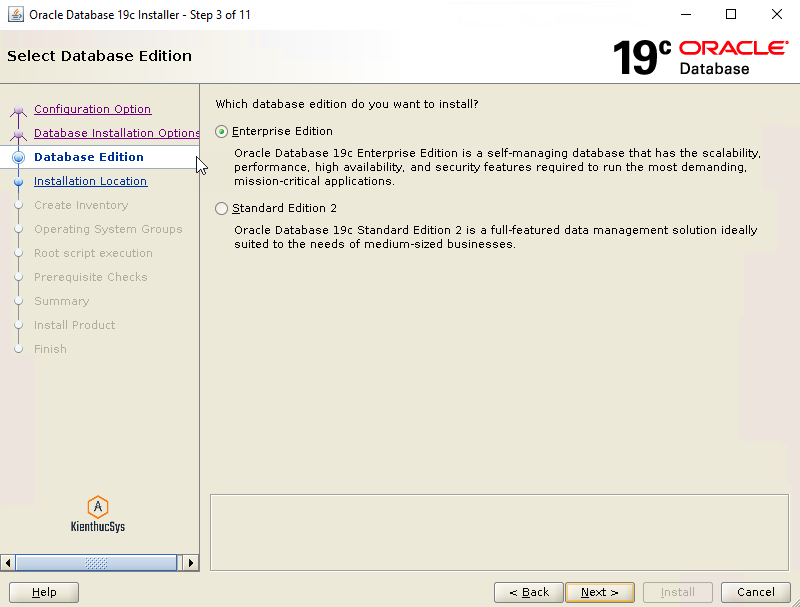 Oracle Database 19c Installer - Step 3 of 11
Select Database Edition
19c ORACLE
Database
Configuration Option
Database Installation Options
Database Edition
Installation Location
Create Inventory
Operating System Groups
Root script execution
Prerequisite Checks
Summary
Install Product
Finish
KienthucSys
Which database edition do you want to install?
Enterprise Edition
Oracle Database 19c Enterprise Edition is a self-managing database that has the scalability,
performance, high availability, and security features required to run the most demanding,
mission-critical applications.
Standard Edition 2
Oracle Database 19c Standard Edition 2 is a full-featured data management solution ideally
suited to the needs of medium-sized businesses.
Help
< Back
Next >
Install
Cancel